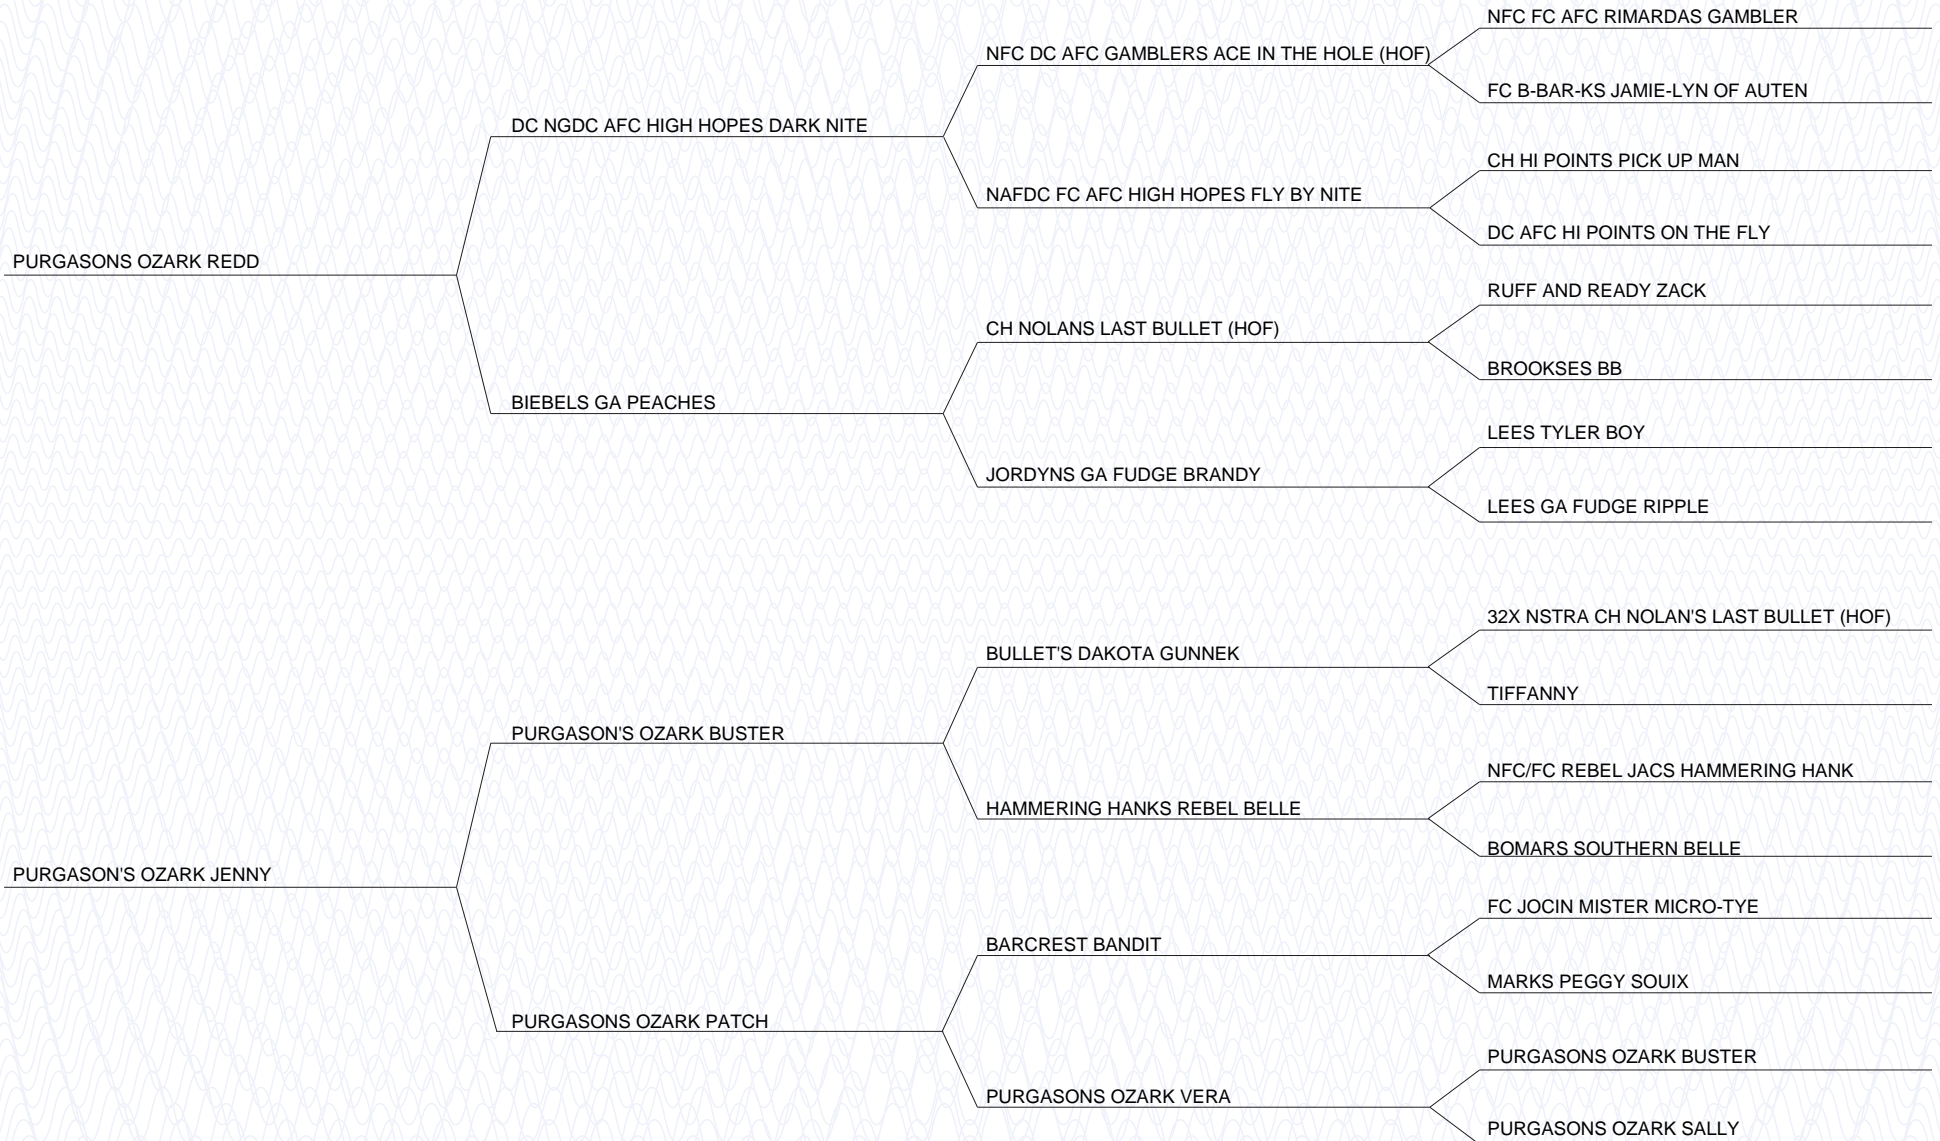 NFC FC AFC RIMARDAS GAMBLER
NFC DC AFC GAMBLERS ACE IN THE HOLE (HOF)
FC B-BAR-KS JAMIE-LYN OF AUTEN
DC NGDC AFC HIGH HOPES DARK NITE
CH HI POINTS PICK UP MAN
NAFDC FC AFC HIGH HOPES FLY BY NITE
DC AFC HI POINTS ON THE FLY
PURGASONS OZARK REDD
RUFF AND READY ZACK
CH NOLANS LAST BULLET (HOF)
BROOKSES BB
BIEBELS GA PEACHES
LEES TYLER BOY
JORDYNS GA FUDGE BRANDY
LEES GA FUDGE RIPPLE
32X NSTRA CH NOLAN'S LAST BULLET (HOF)
BULLET'S DAKOTA GUNNEK
TIFFANNY
PURGASON'S OZARK BUSTER
NFC/FC REBEL JACS HAMMERING HANK
HAMMERING HANKS REBEL BELLE
BOMARS SOUTHERN BELLE
PURGASON'S OZARK JENNY
FC JOCIN MISTER MICRO-TYE
BARCREST BANDIT
MARKS PEGGY SOUIX
PURGASONS OZARK PATCH
PURGASONS OZARK BUSTER
PURGASONS OZARK VERA
PURGASONS OZARK SALLY